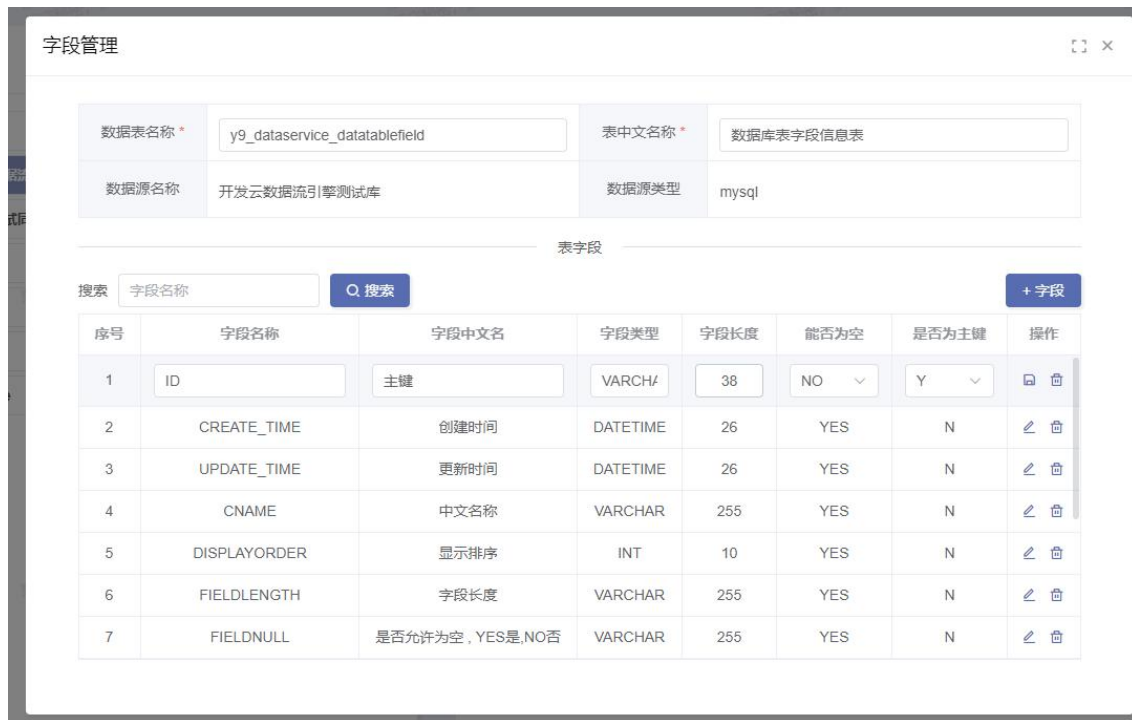 字段管理
数据表名称 * y9_dataservice_datatablefield 表中文名称 * 数据库表字段信息表
数据源名称 开发云数据流引擎测试库 数据源类型 mysql
表字段
搜索 字段名称 搜索 + 字段
序号 字段名称 字段中文名 字段类型 字段长度 能否为空 是否为主键 操作
1 ID 主键 VARCH 38 NO Y
2 CREATE_TIME 创建时间 DATETIME 26 YES N
3 UPDATE_TIME 更新时间 DATETIME 26 YES N
4 CNAME 中文名称 VARCHAR 255 YES N
5 DISPLAYORDER 显示排序 INT 10 YES N
6 FIELDLENGTH 字段长度 VARCHAR 255 YES N
7 FIELDNULL 是否允许为空 , YES是,NO否 VARCHAR 255 YES N